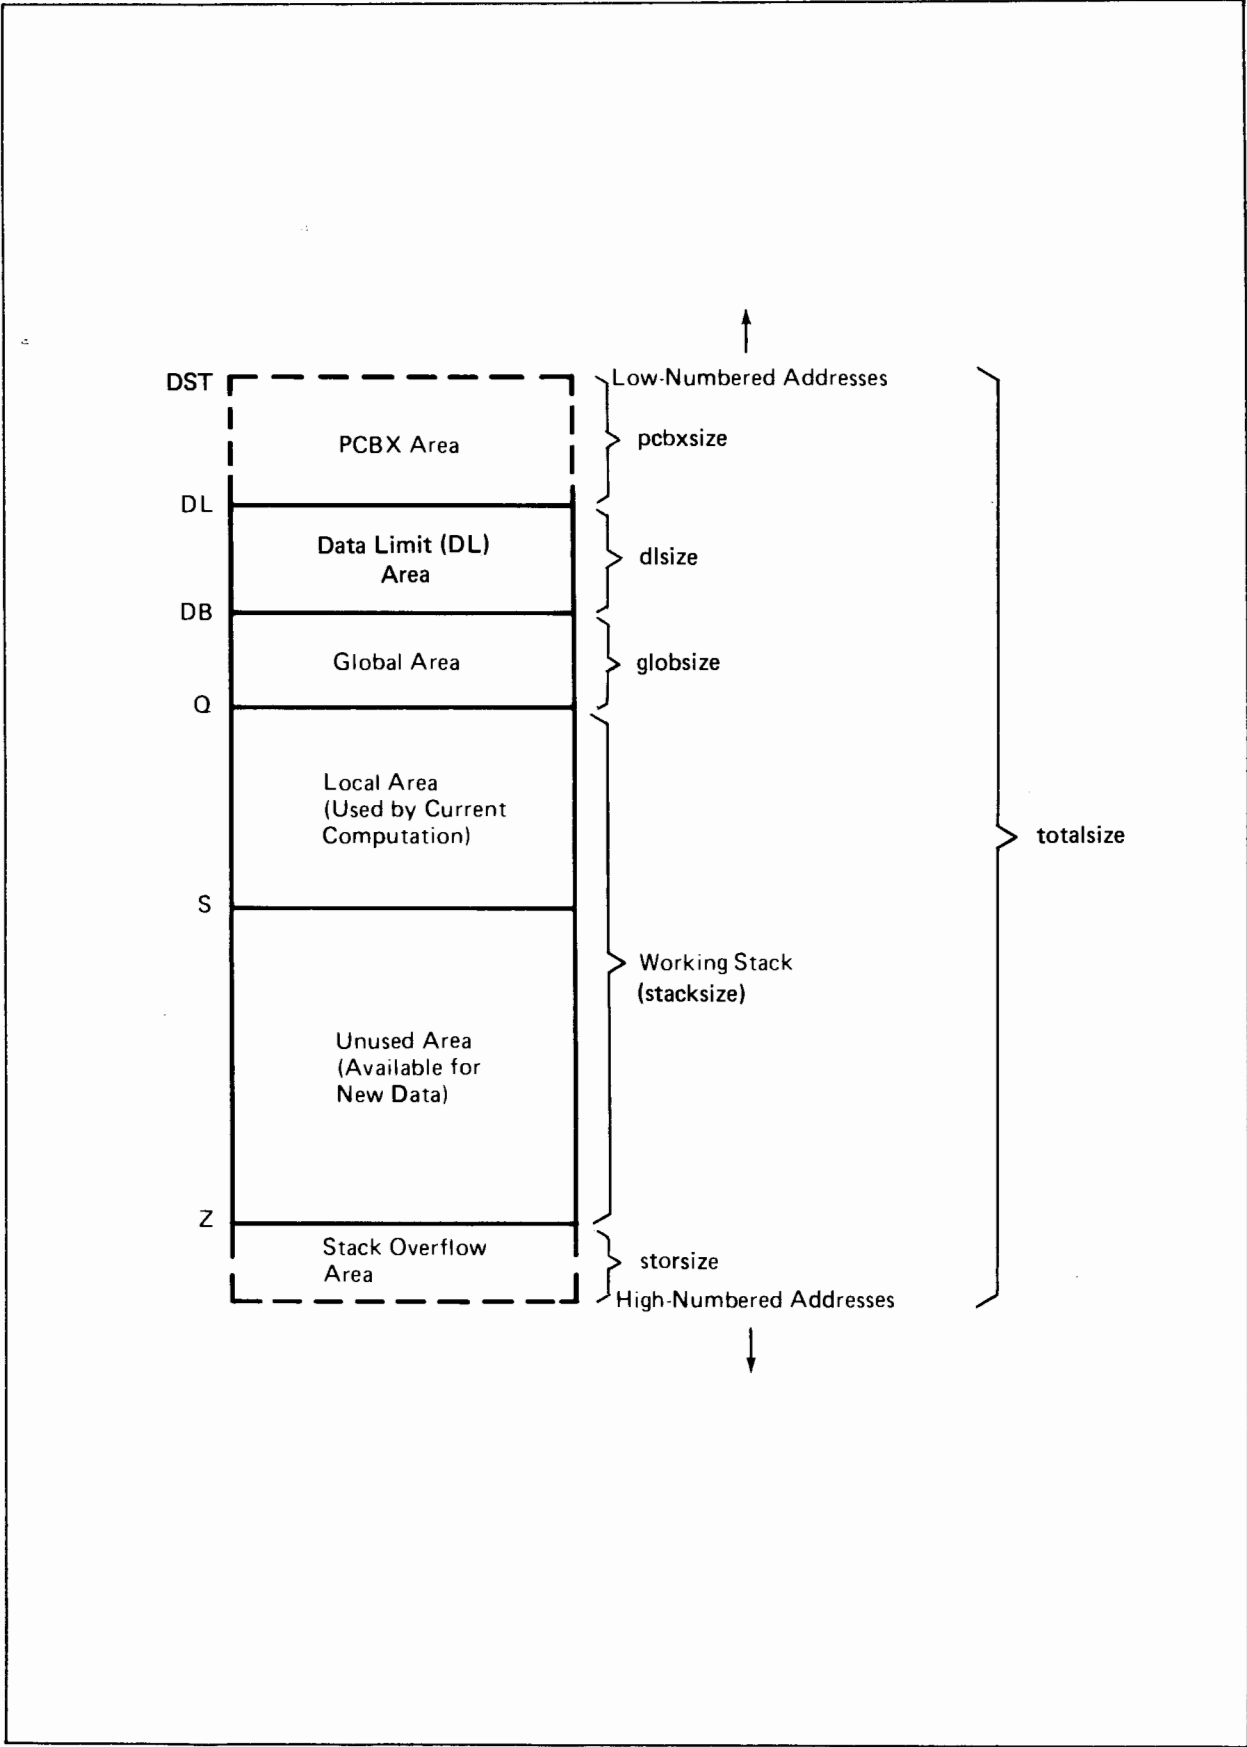 DST
Low-Numbered Addresses
PCBX Area
pcbxsize
DL
Data Limit (DL)
Area
dlsize
DB
Global Area
globsize
Q
Local Area
(Used by Current
Computation)
totalsize
S
Working Stack
(stacksize)
Unused Area
(Available for
New Data)
Z
Stack Overflow
Area
storsize
High-Numbered Addresses